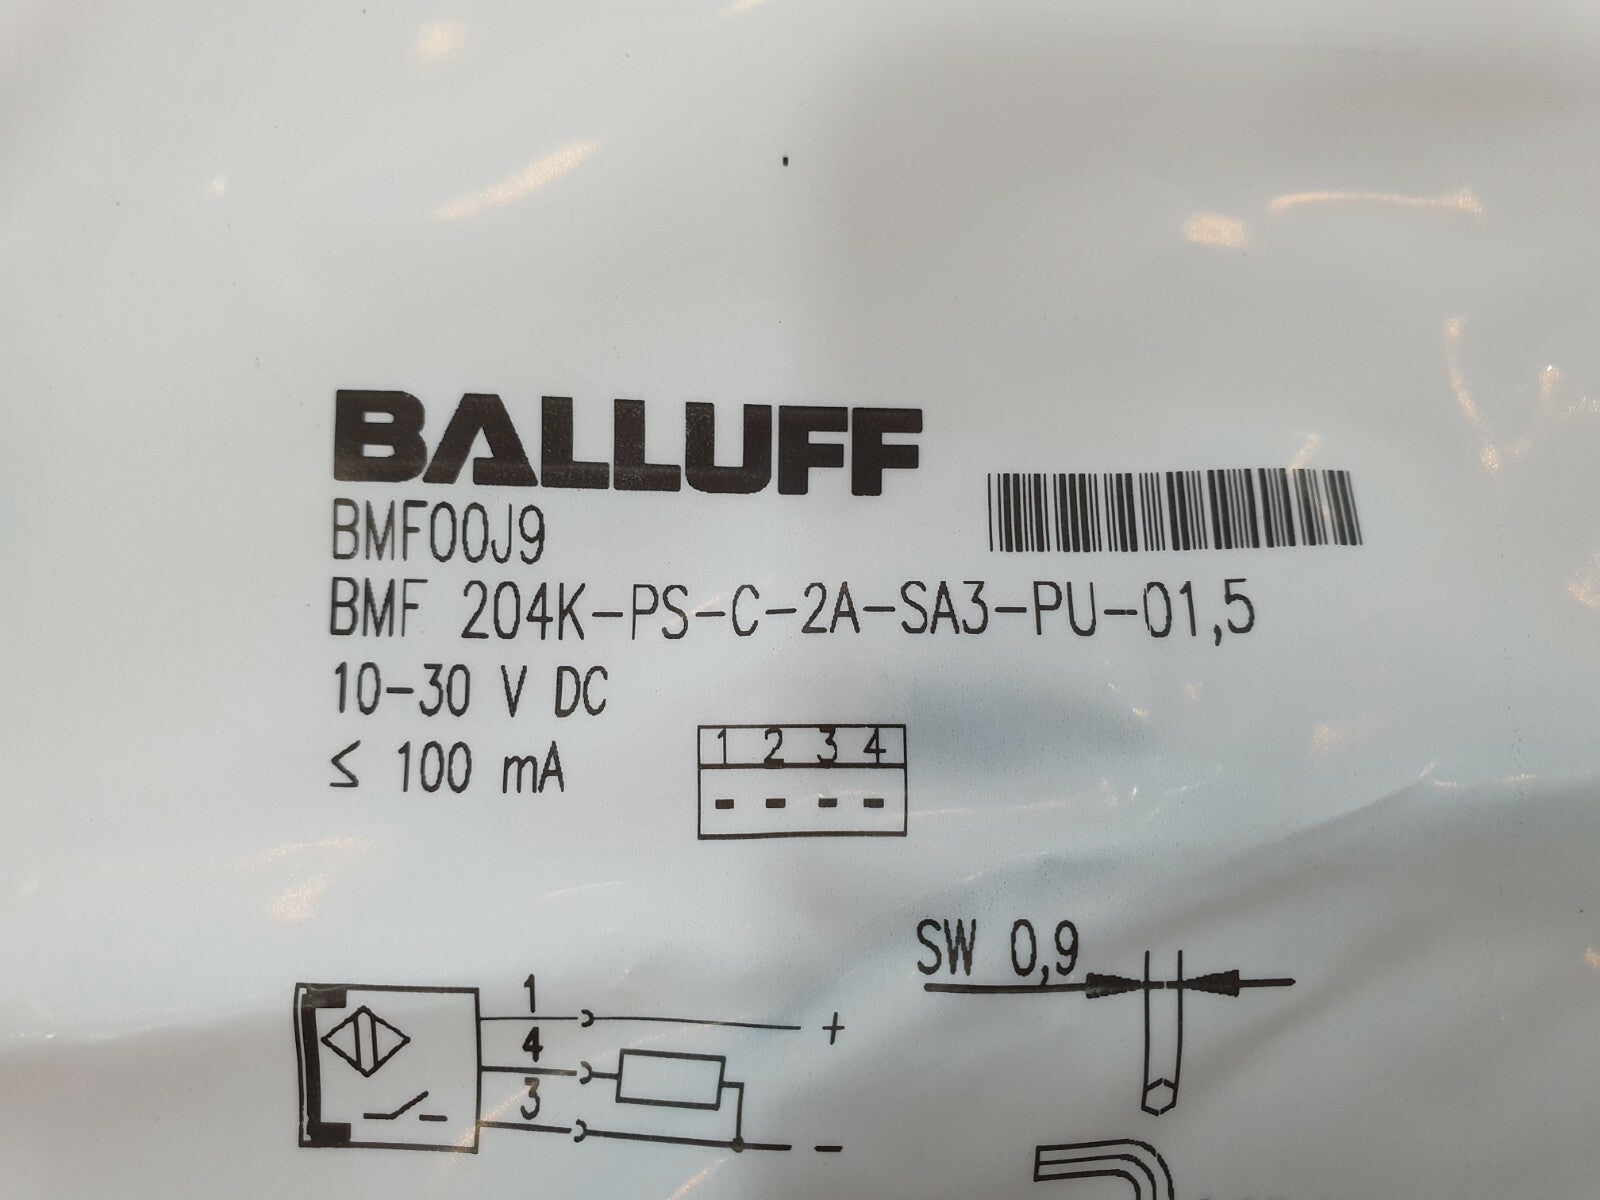 BALLUFF
BMF00J9
BMF 204K-PS-C-2A-SA3-PU-01,5
10-30 V DC
≤ 100 mA
1 2 3 4
SW 0,9
1
+
4
3
-